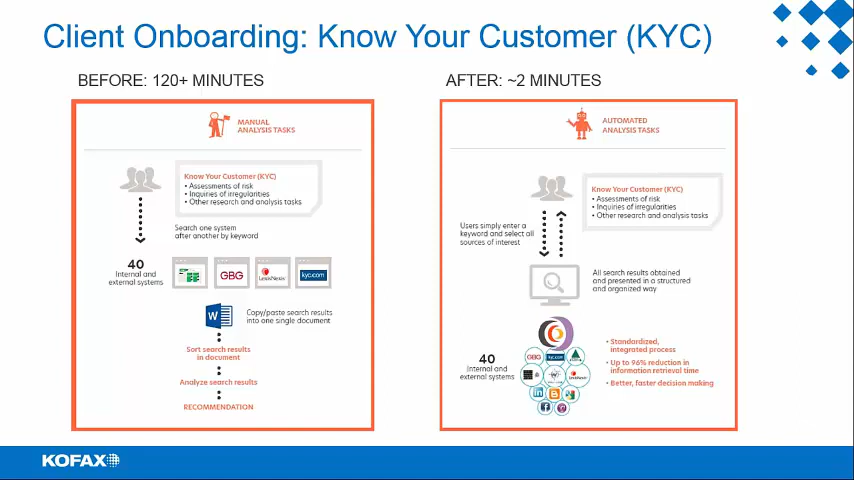 Client Onboarding: Know Your Customer (KYC)
BEFORE: 120+ MINUTES
MANUAL
ANALYSIS TASKS
Know Your Customer (KYC)
• Assessments of risk
• Inquiries of irregularities
• Other research and analysis tasks
Search one system
after another by keyword
40
Internal and
external systems
GBG
LexisNexis
kyc.com
W
Copy/paste search results
into one single document
Sort search results
in document
Analyze search results
RECOMMENDATION
AFTER: ~2 MINUTES
AUTOMATED
ANALYSIS TASKS
Know Your Customer (KYC)
• Assessments of risk
• Inquiries of irregularities
• Other research and analysis tasks
Users simply enter a
keyword and select all
sources of interest
All search results obtained
and presented in a structured
and organized way
40
Internal and
external systems
GBG
kyc.com
LexisNexis
in
f
• Standardized,
integrated process
• Up to 96% reduction in
information retrieval time
• Better, faster decision making
KOFAX